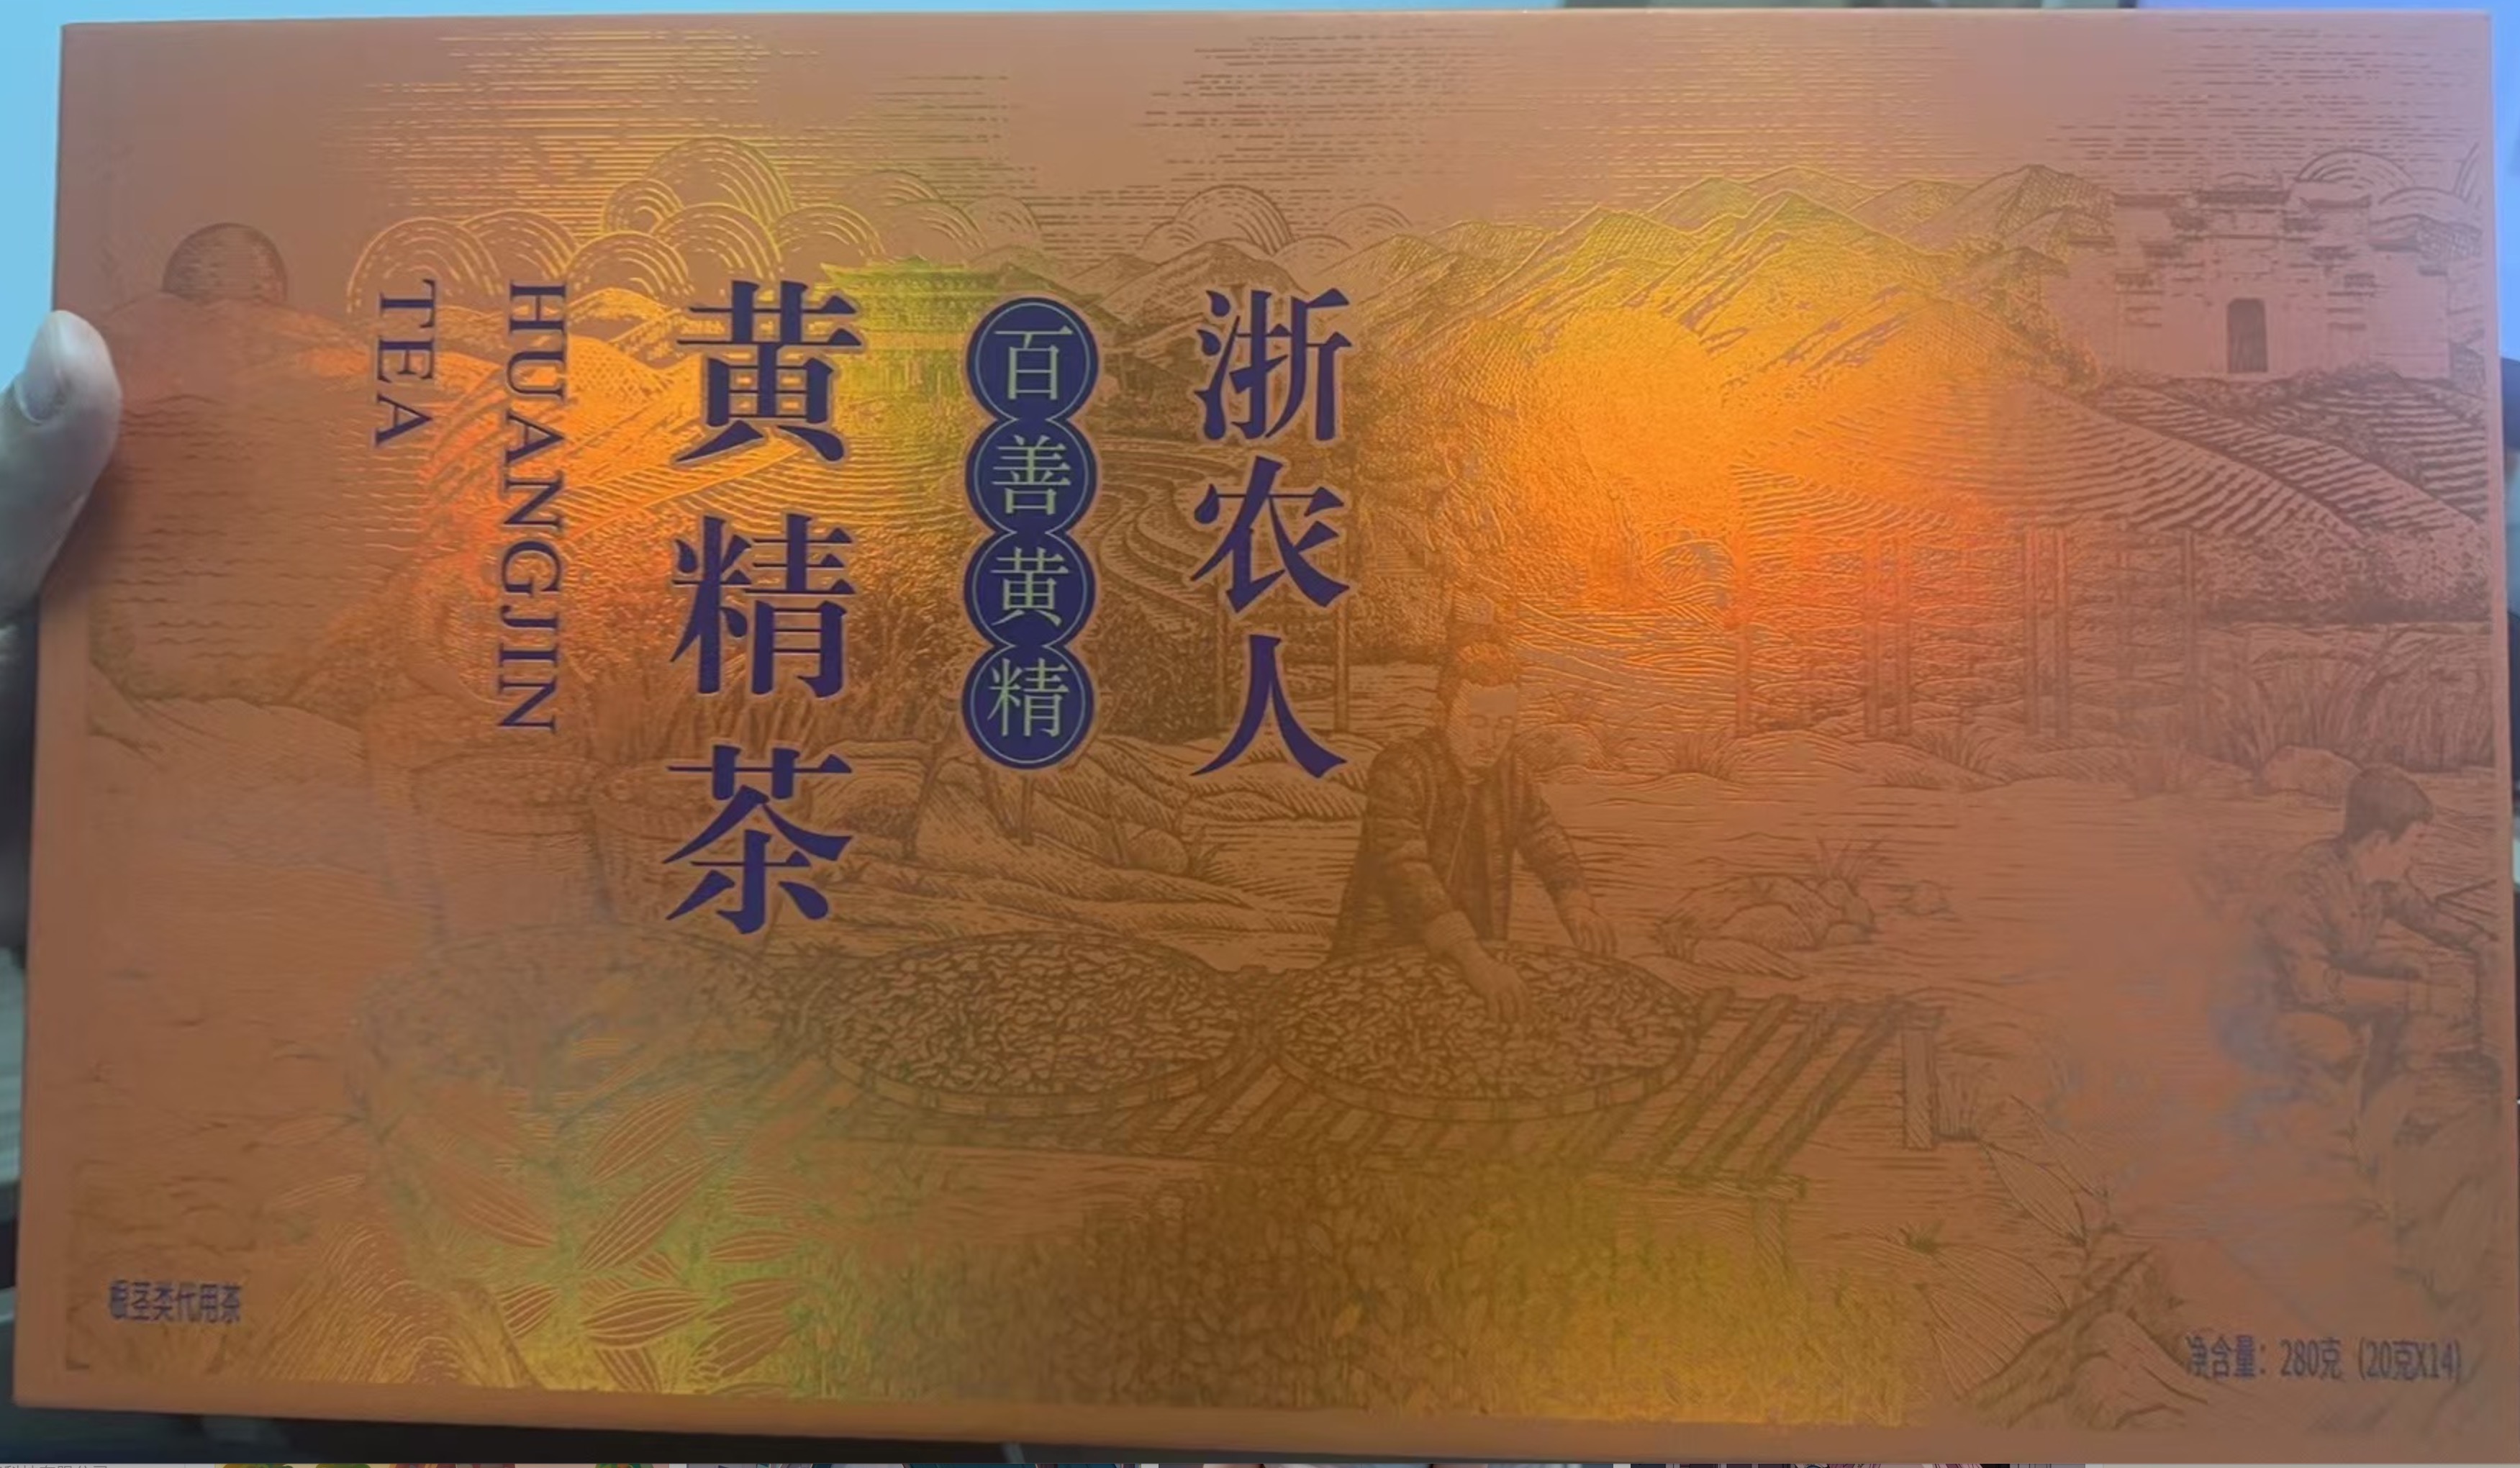 浙农人
百善黄精
黄精茶
HUANGJIN
TEA
根茎类代用茶
净含量：280克（20克X14）